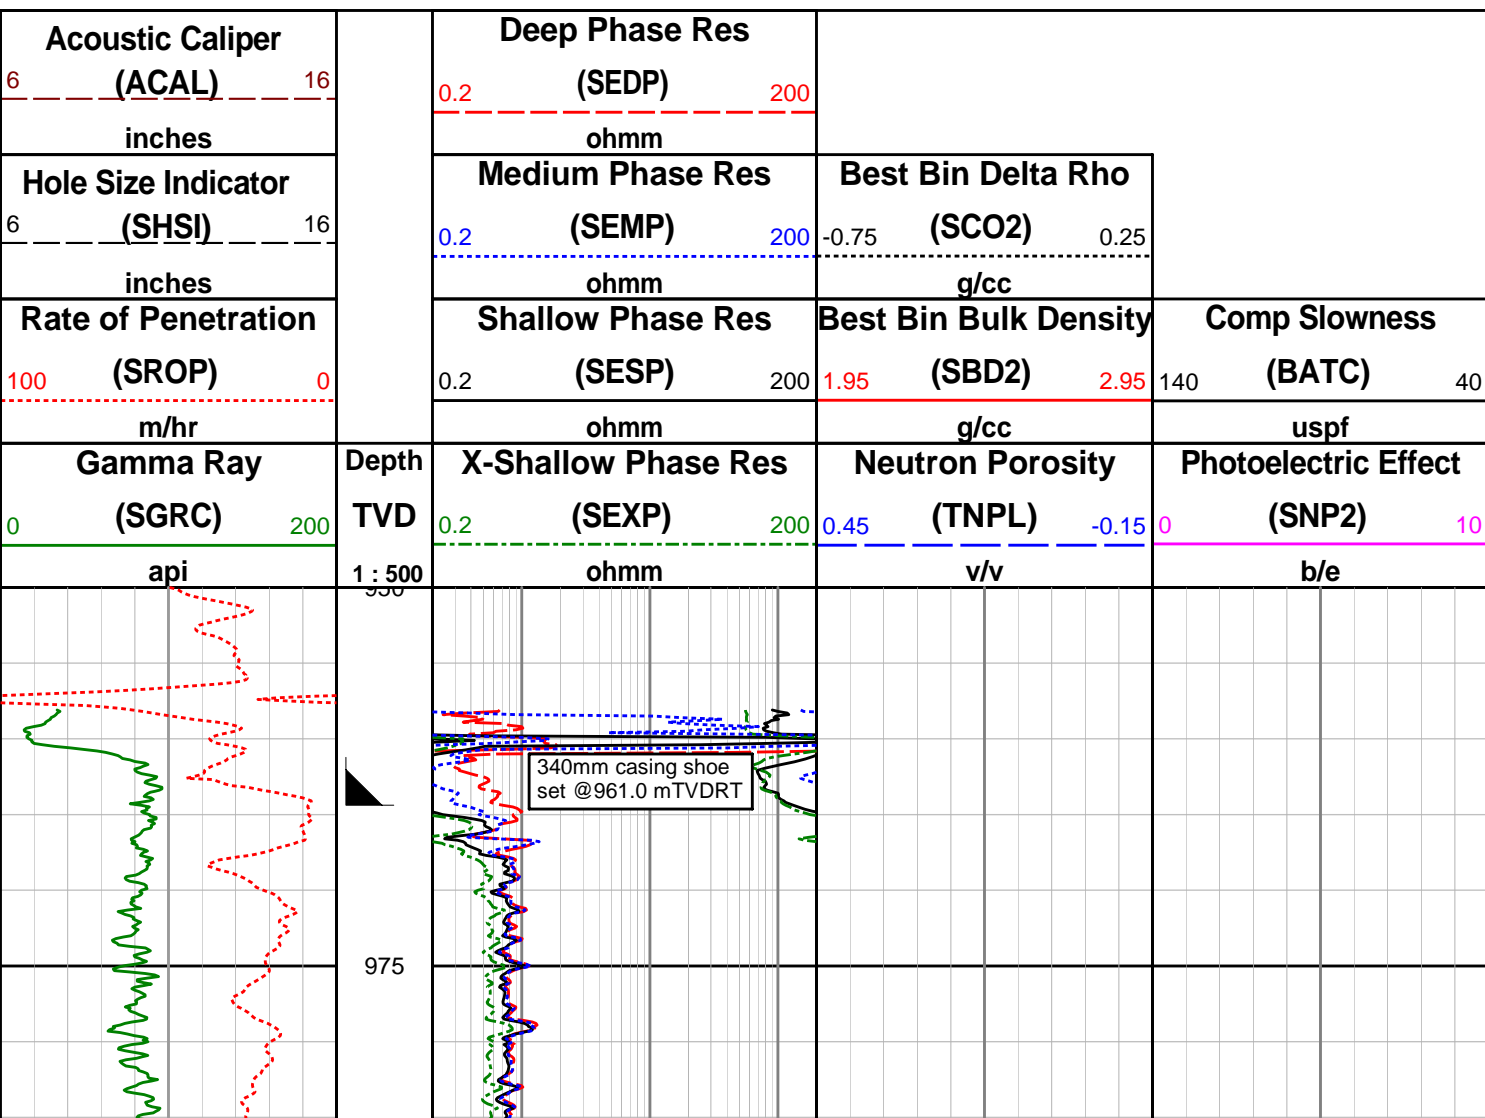 Acoustic Caliper
6 (ACAL) 16
inches
Hole Size Indicator
6 (SHSI) 16
inches
Rate of Penetration
100 (SROP) 0
m/hr
Gamma Ray
0 (SGRC) 200
api
Depth
TVD
1 : 500
Deep Phase Res
0.2 (SEDP) 200
ohmm
Medium Phase Res
0.2 (SEMP) 200
ohmm
Shallow Phase Res
0.2 (SESP) 200
ohmm
X-Shallow Phase Res
0.2 (SEXP) 200
ohmm
Best Bin Delta Rho
-0.75 (SCO2) 0.25
g/cc
Best Bin Bulk Density
1.95 (SBD2) 2.95
g/cc
Neutron Porosity
0.45 (TNPL) -0.15
v/v
Comp Slowness
140 (BATC) 40
uspf
Photoelectric Effect
0 (SNP2) 10
b/e
950
340mm casing shoe
set @961.0 mTVDRT
975